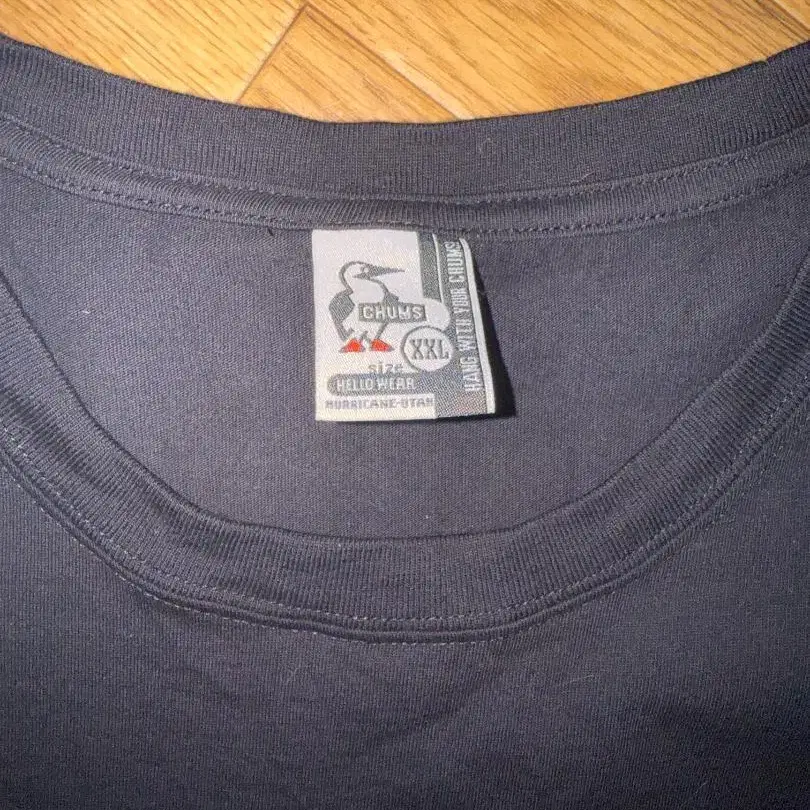 CHUMS
XXL
size
HELLO WEAR
HURRICANE-UTAH
HANG WITH YOUR CHUMS!